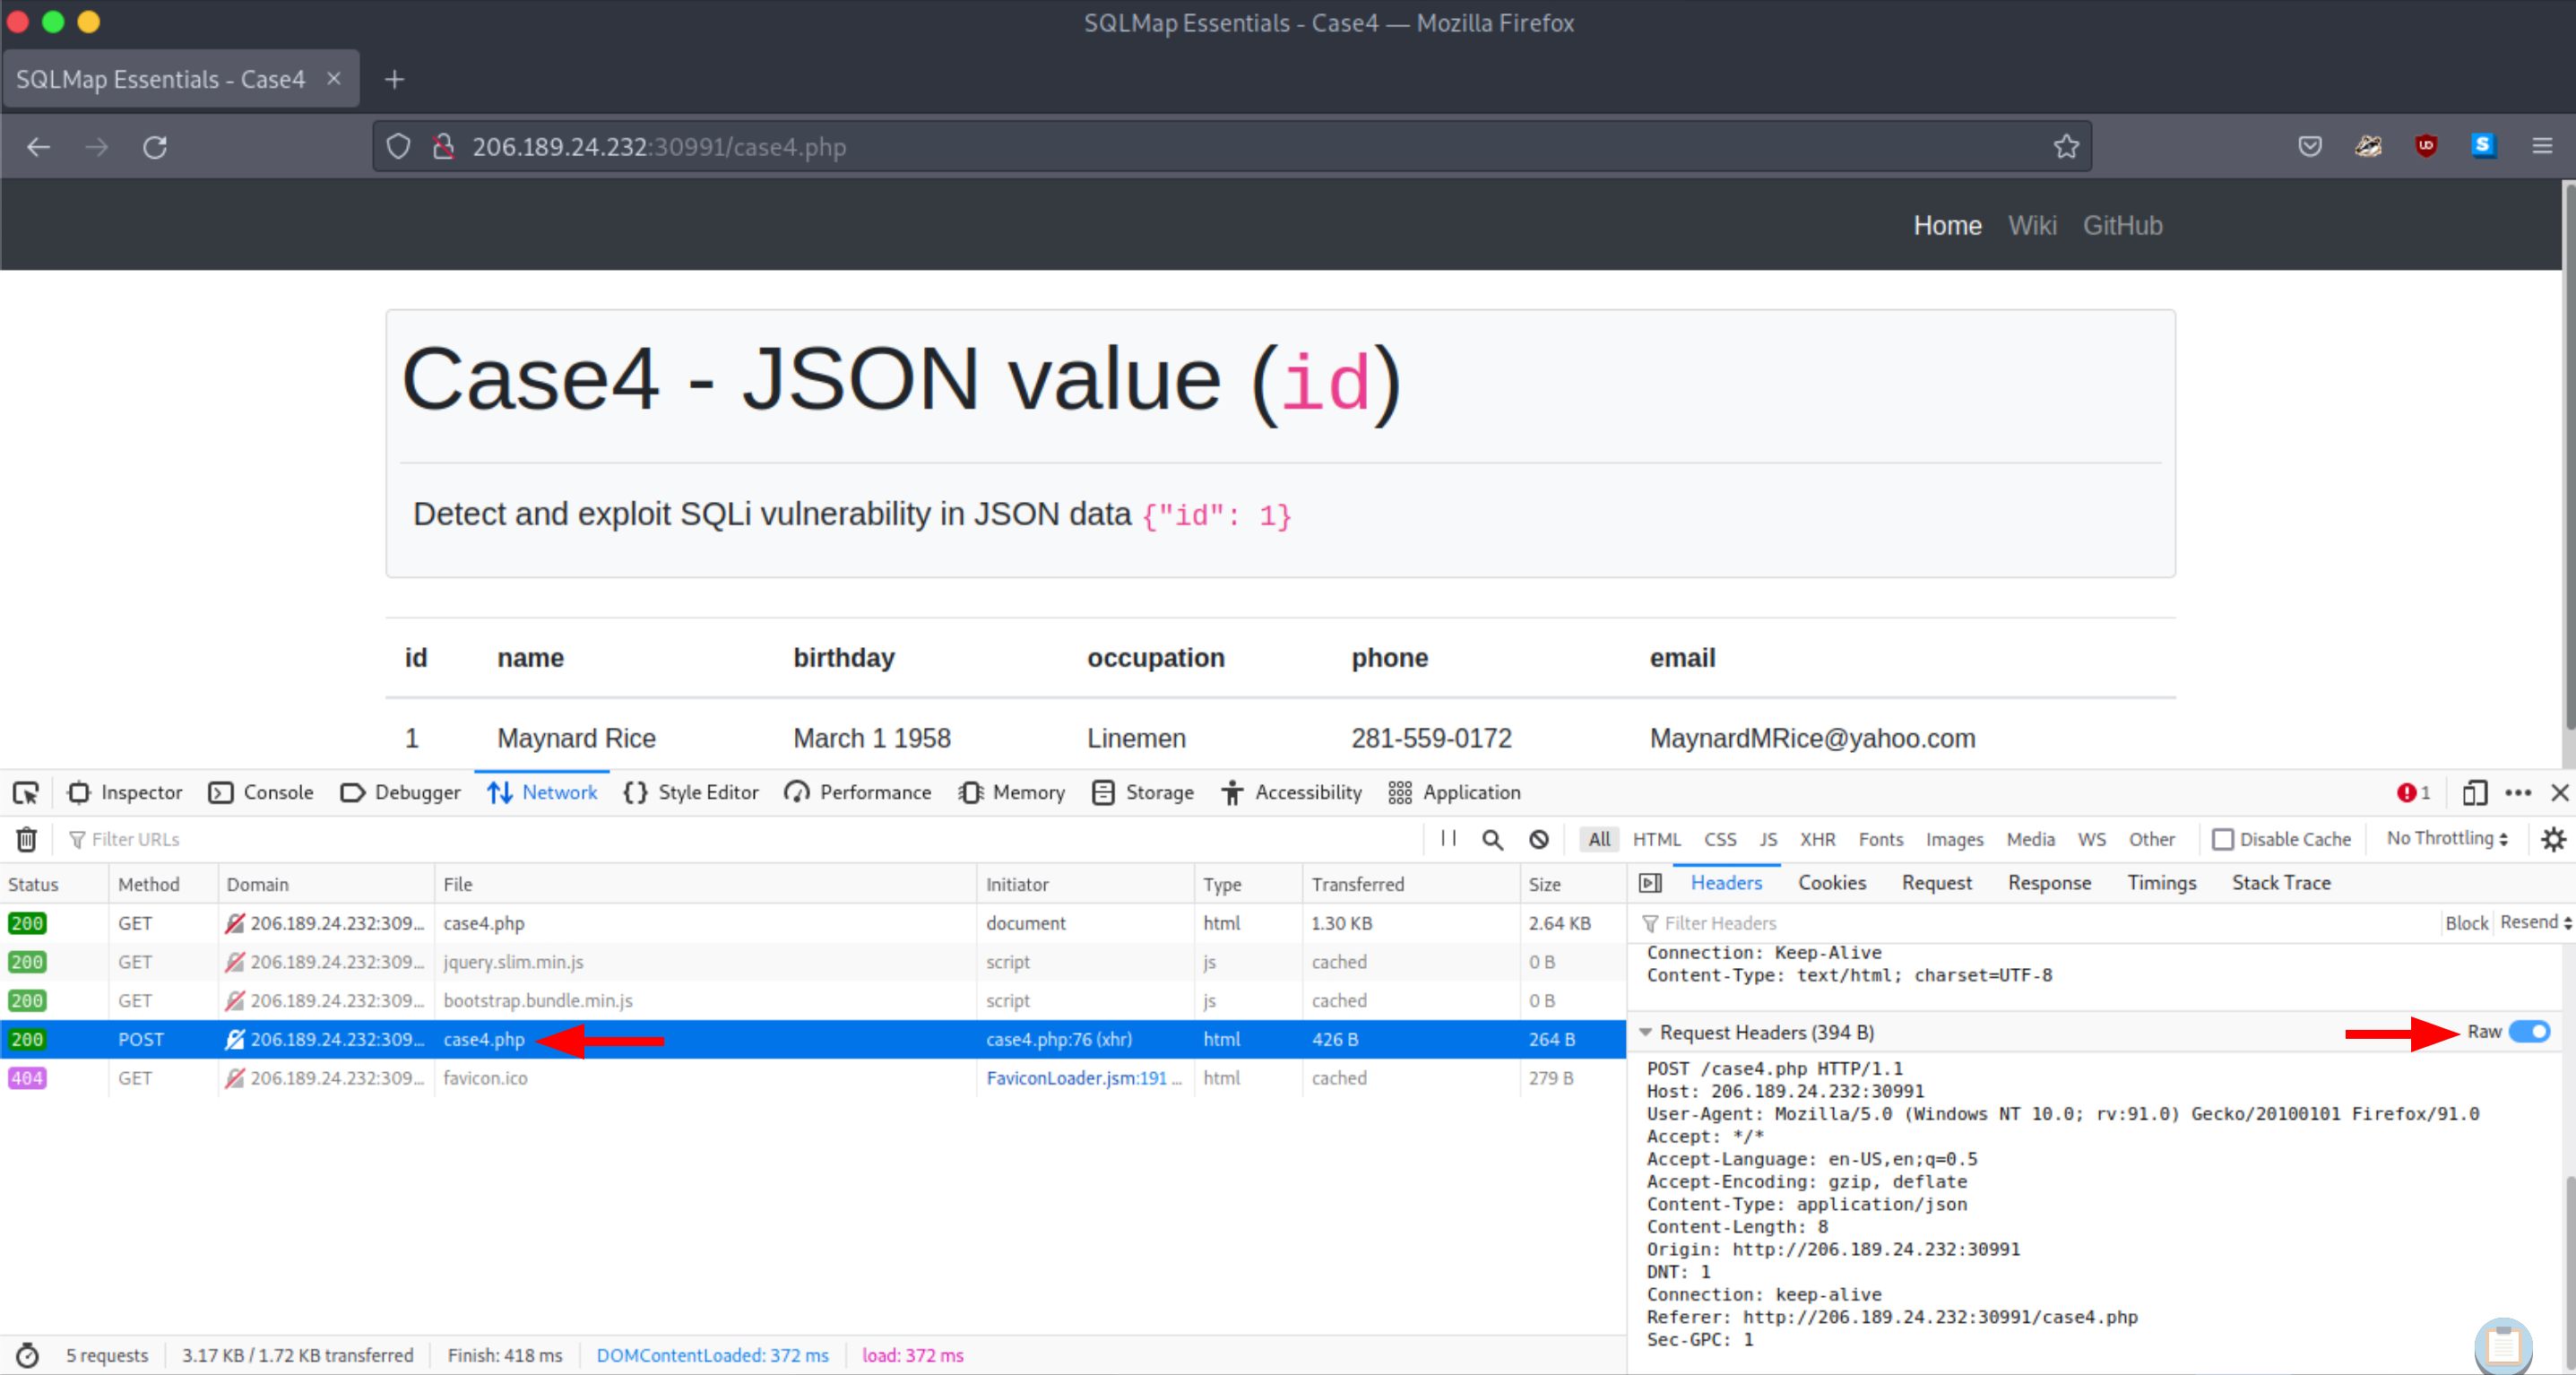 SQLMap Essentials - Case4 — Mozilla Firefox
SQLMap Essentials - Case4
206.189.24.232:30991/case4.php
Home Wiki GitHub
Case4 - JSON value (id)
Detect and exploit SQLi vulnerability in JSON data {"id": 1}
id name birthday occupation phone email
1 Maynard Rice March 1 1958 Linemen 281-559-0172 MaynardMRice@yahoo.com
Inspector Console Debugger Network Style Editor Performance Memory Storage Accessibility Application 1
Filter URLs All HTML CSS JS XHR Fonts Images Media WS Other Disable Cache No Throttling
Status Method Domain File Initiator Type Transferred Size
200 GET 206.189.24.232:309... case4.php document html 1.30 KB 2.64 KB
200 GET 206.189.24.232:309... jquery.slim.min.js script js cached 0 B
200 GET 206.189.24.232:309... bootstrap.bundle.min.js script js cached 0 B
200 POST 206.189.24.232:309... case4.php case4.php:76 (xhr) html 426 B 264 B
404 GET 206.189.24.232:309... favicon.ico FaviconLoader.jsm:191 ... html cached 279 B
5 requests 3.17 KB / 1.72 KB transferred Finish: 418 ms DOMContentLoaded: 372 ms load: 372 ms
Headers Cookies Request Response Timings Stack Trace
Filter Headers Block Resend
Connection: Keep-Alive
Content-Type: text/html; charset=UTF-8
Request Headers (394 B) Raw
POST /case4.php HTTP/1.1
Host: 206.189.24.232:30991
User-Agent: Mozilla/5.0 (Windows NT 10.0; rv:91.0) Gecko/20100101 Firefox/91.0
Accept: */*
Accept-Language: en-US,en;q=0.5
Accept-Encoding: gzip, deflate
Content-Type: application/json
Content-Length: 8
Origin: http://206.189.24.232:30991
DNT: 1
Connection: keep-alive
Referer: http://206.189.24.232:30991/case4.php
Sec-GPC: 1